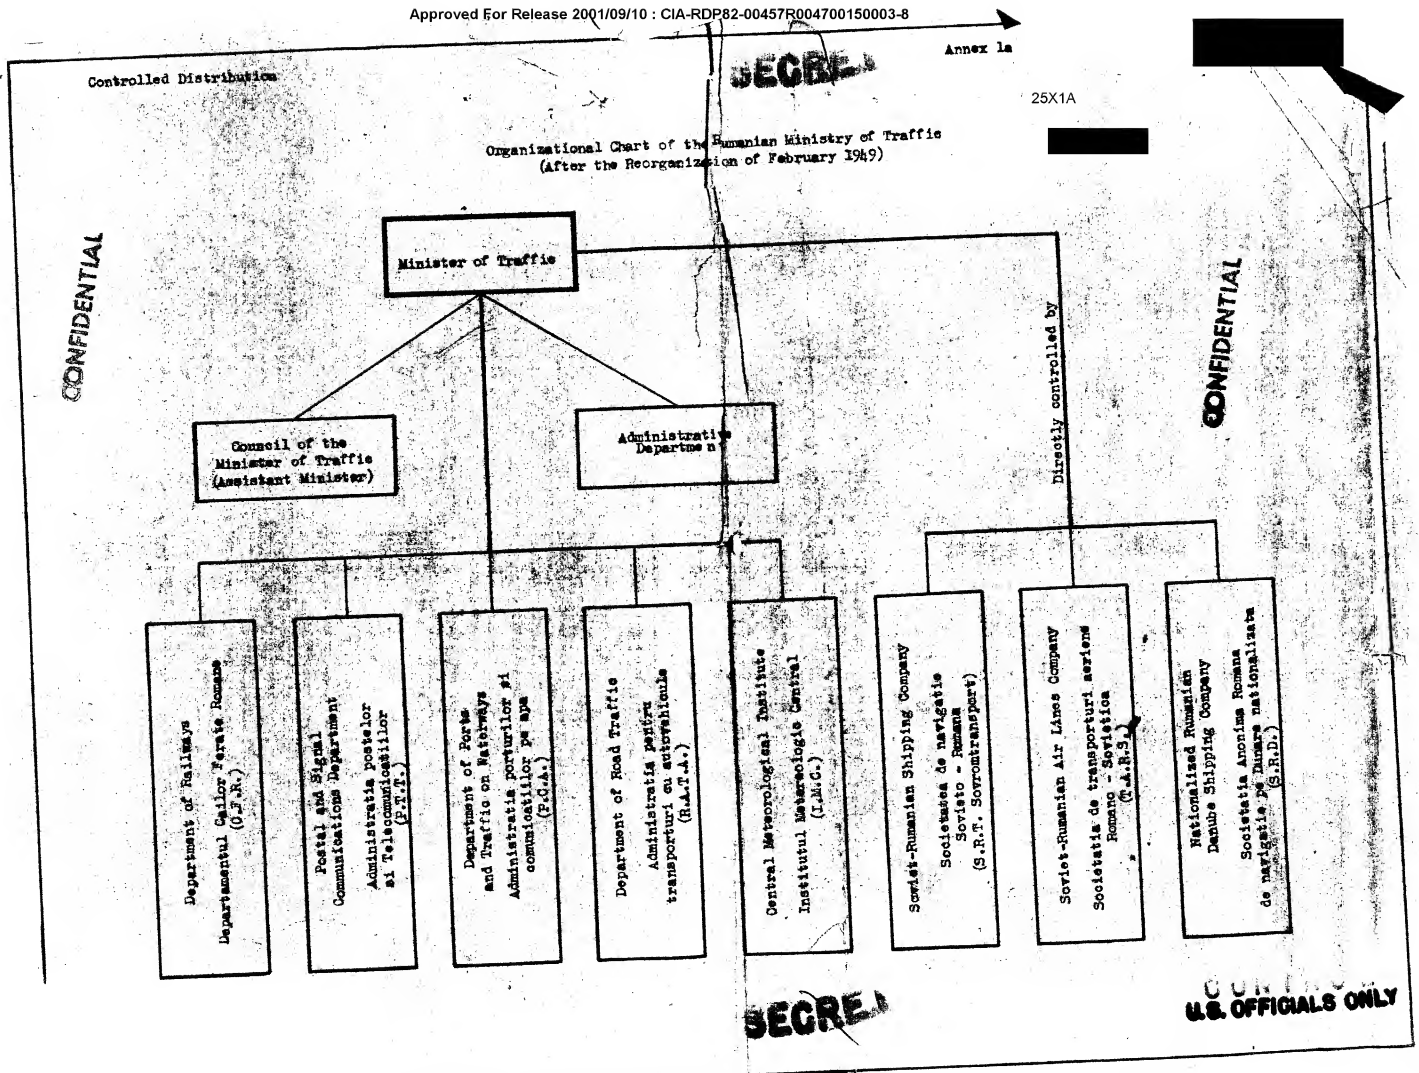 Approved For Release 2001/09/10 : CIA-RDP82-00457R004700150003-8
Annex 1a
Controlled Distribution
SECRE
25X1A
Organizational Chart of the Rumanian Ministry of Traffic
(After the Reorganization of February 1949)
CONFIDENTIAL
CONFIDENTIAL
Minister of Traffic
Directly controlled by
Council of the
Minister of Traffic
(Assistant Minister)
Administrative
Departmen
Department of Railways
Departamentul Cailor Ferate Romane
(C.F.R.)
Postal and Signal
Communications Department
Administratia postelor
si Telecomunicatiilor
(P.T.T.)
Department of Ports
and Traffic on Waterways
Administratia porturilor si
comunicatiilor pe apa
(P.C.A.)
Department of Road Traffic
Administratia pentru
transporturi cu autovehicule
(R.A.T.A.)
Central Meteorological Institute
Institutul Metereologic Central
(I.M.C.)
Soviet-Rumanian Shipping Company
Societatea de navigatie
Sovieto - Romana
(S.R.T. Sovromtransport)
Soviet-Rumanian Air Lines Company
Societatia de transporturi aeriene
Romano - Sovietica
(T.A.R.S.)
Nationalized Rumanian
Danube Shipping Company
Societatia Anonima Romana
de navigatie pe Dunare nationalizata
(S.R.D.)
SECRE
U.S. OFFICIALS ONLY